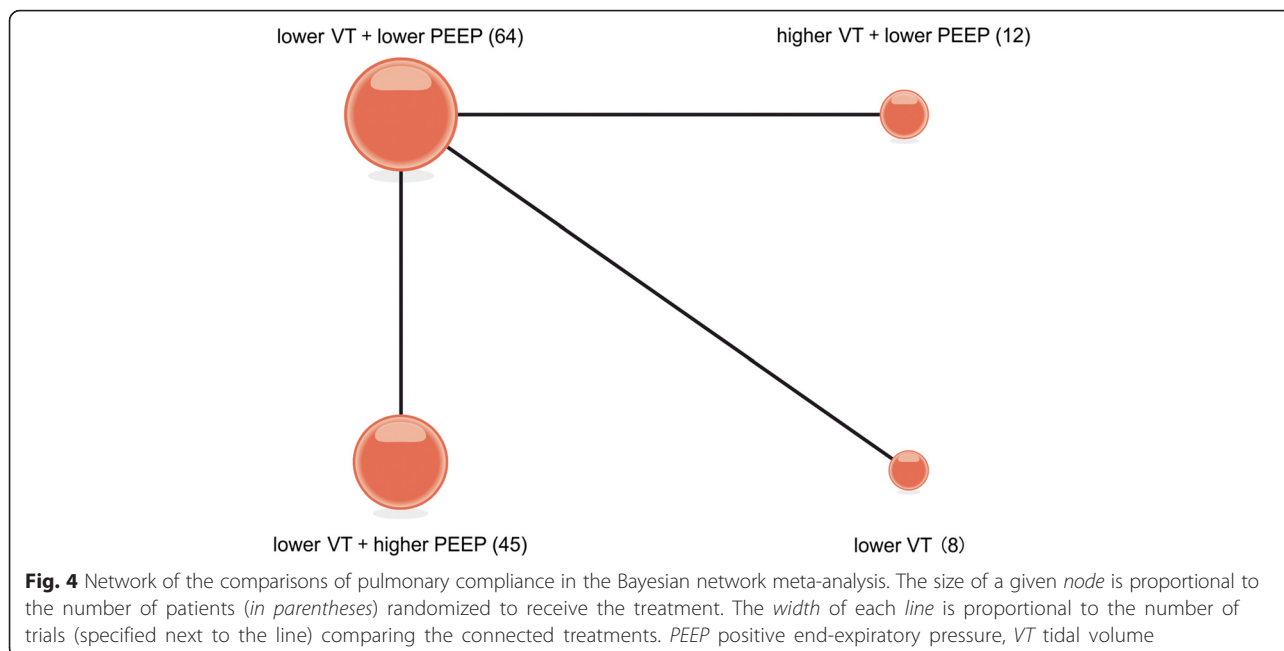 lower VT + lower PEEP (64)
higher VT + lower PEEP (12)
lower VT + higher PEEP (45)
lower VT (8)
Fig. 4 Network of the comparisons of pulmonary compliance in the Bayesian network meta-analysis. The size of a given node is proportional to
the number of patients (in parentheses) randomized to receive the treatment. The width of each line is proportional to the number of
trials (specified next to the line) comparing the connected treatments. PEEP positive end-expiratory pressure, VT tidal volume